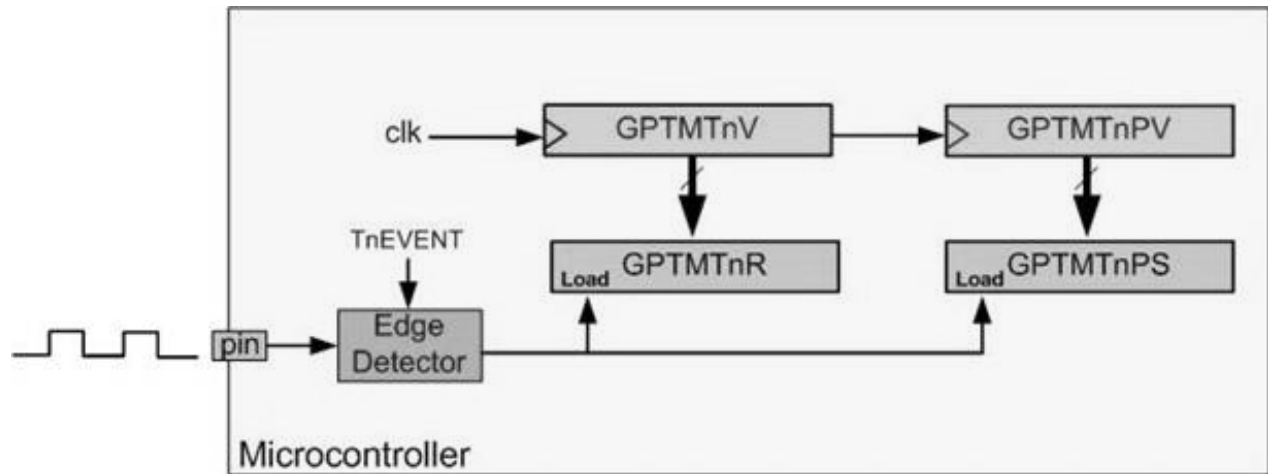 clk
GPTMTnV
GPTMTnPV
TnEVENT
GPTMTnR
Load
GPTMTnPS
Load
pin
Edge
Detector
Microcontroller